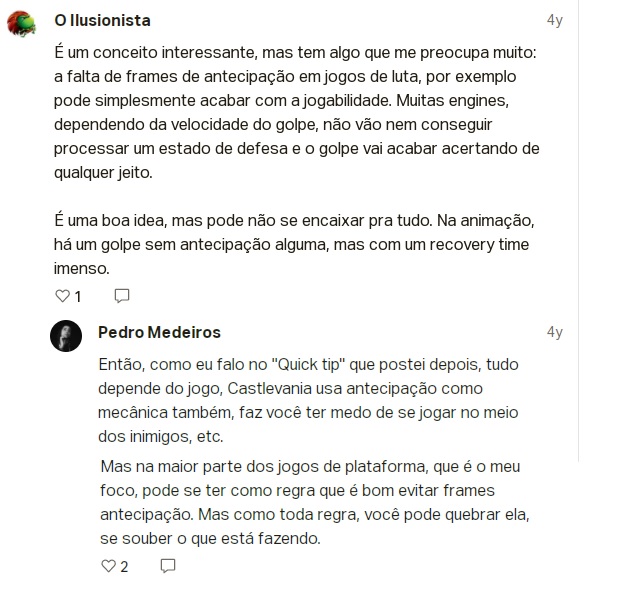 O Ilusionista
4y
É um conceito interessante, mas tem algo que me preocupa muito:
a falta de frames de antecipação em jogos de luta, por exemplo
pode simplesmente acabar com a jogabilidade. Muitas engines,
dependendo da velocidade do golpe, não vão nem conseguir
processar um estado de defesa e o golpe vai acabar acertando de
qualquer jeito.
É uma boa idea, mas pode não se encaixar pra tudo. Na animação,
há um golpe sem antecipação alguma, mas com um recovery time
imenso.
1
Pedro Medeiros
4y
Então, como eu falo no "Quick tip" que postei depois, tudo
depende do jogo, Castlevania usa antecipação como
mecânica também, faz você ter medo de se jogar no meio
dos inimigos, etc.
Mas na maior parte dos jogos de plataforma, que é o meu
foco, pode se ter como regra que é bom evitar frames
antecipação. Mas como toda regra, você pode quebrar ela,
se souber o que está fazendo.
2